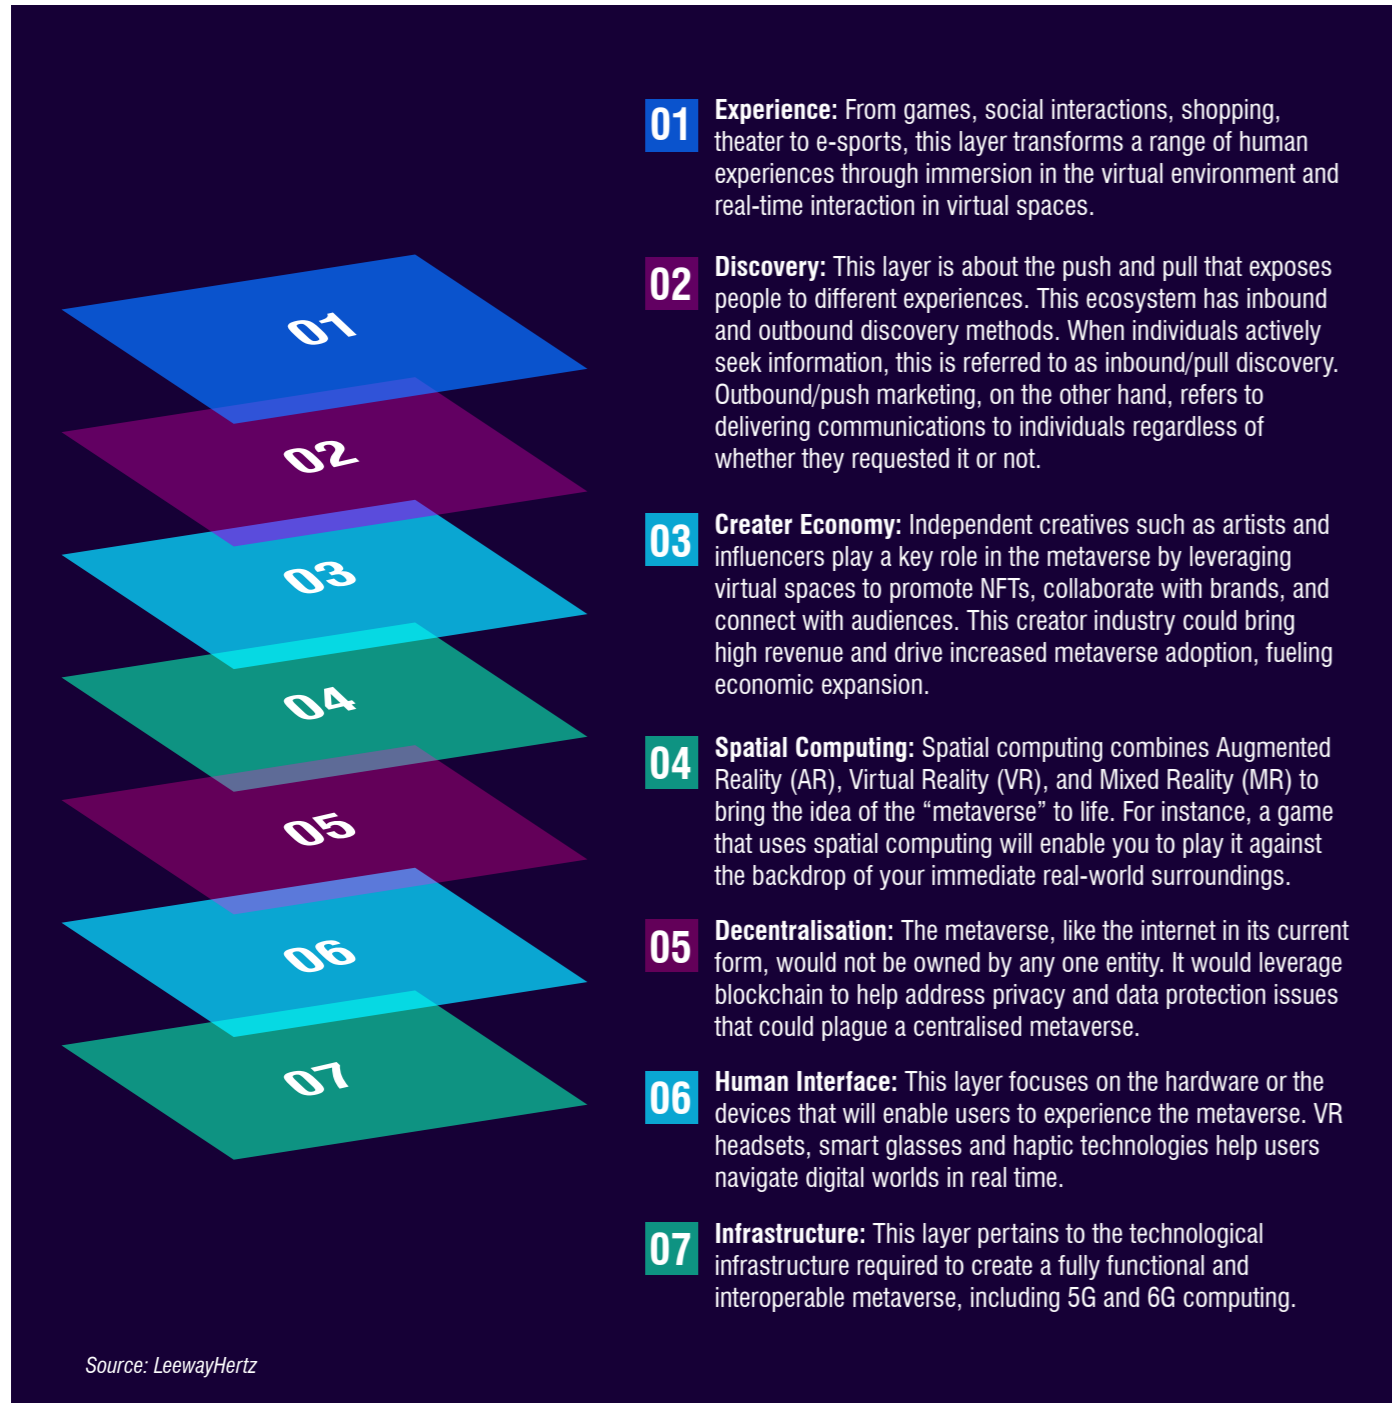 01
Experience: From games, social interactions, shopping,
theater to e-sports, this layer transforms a range of human
experiences through immersion in the virtual environment and
real-time interaction in virtual spaces.
02
Discovery: This layer is about the push and pull that exposes
people to different experiences. This ecosystem has inbound
and outbound discovery methods. When individuals actively
seek information, this is referred to as inbound/pull discovery.
Outbound/push marketing, on the other hand, refers to
delivering communications to individuals regardless of
whether they requested it or not.
03
Creater Economy: Independent creatives such as artists and
influencers play a key role in the metaverse by leveraging
virtual spaces to promote NFTs, collaborate with brands, and
connect with audiences. This creator industry could bring
high revenue and drive increased metaverse adoption, fueling
economic expansion.
04
Spatial Computing: Spatial computing combines Augmented
Reality (AR), Virtual Reality (VR), and Mixed Reality (MR) to
bring the idea of the “metaverse” to life. For instance, a game
that uses spatial computing will enable you to play it against
the backdrop of your immediate real-world surroundings.
05
Decentralisation: The metaverse, like the internet in its current
form, would not be owned by any one entity. It would leverage
blockchain to help address privacy and data protection issues
that could plague a centralised metaverse.
06
Human Interface: This layer focuses on the hardware or the
devices that will enable users to experience the metaverse. VR
headsets, smart glasses and haptic technologies help users
navigate digital worlds in real time.
07
Infrastructure: This layer pertains to the technological
infrastructure required to create a fully functional and
interoperable metaverse, including 5G and 6G computing.
01
02
03
04
05
06
07
Source: LeewayHertz